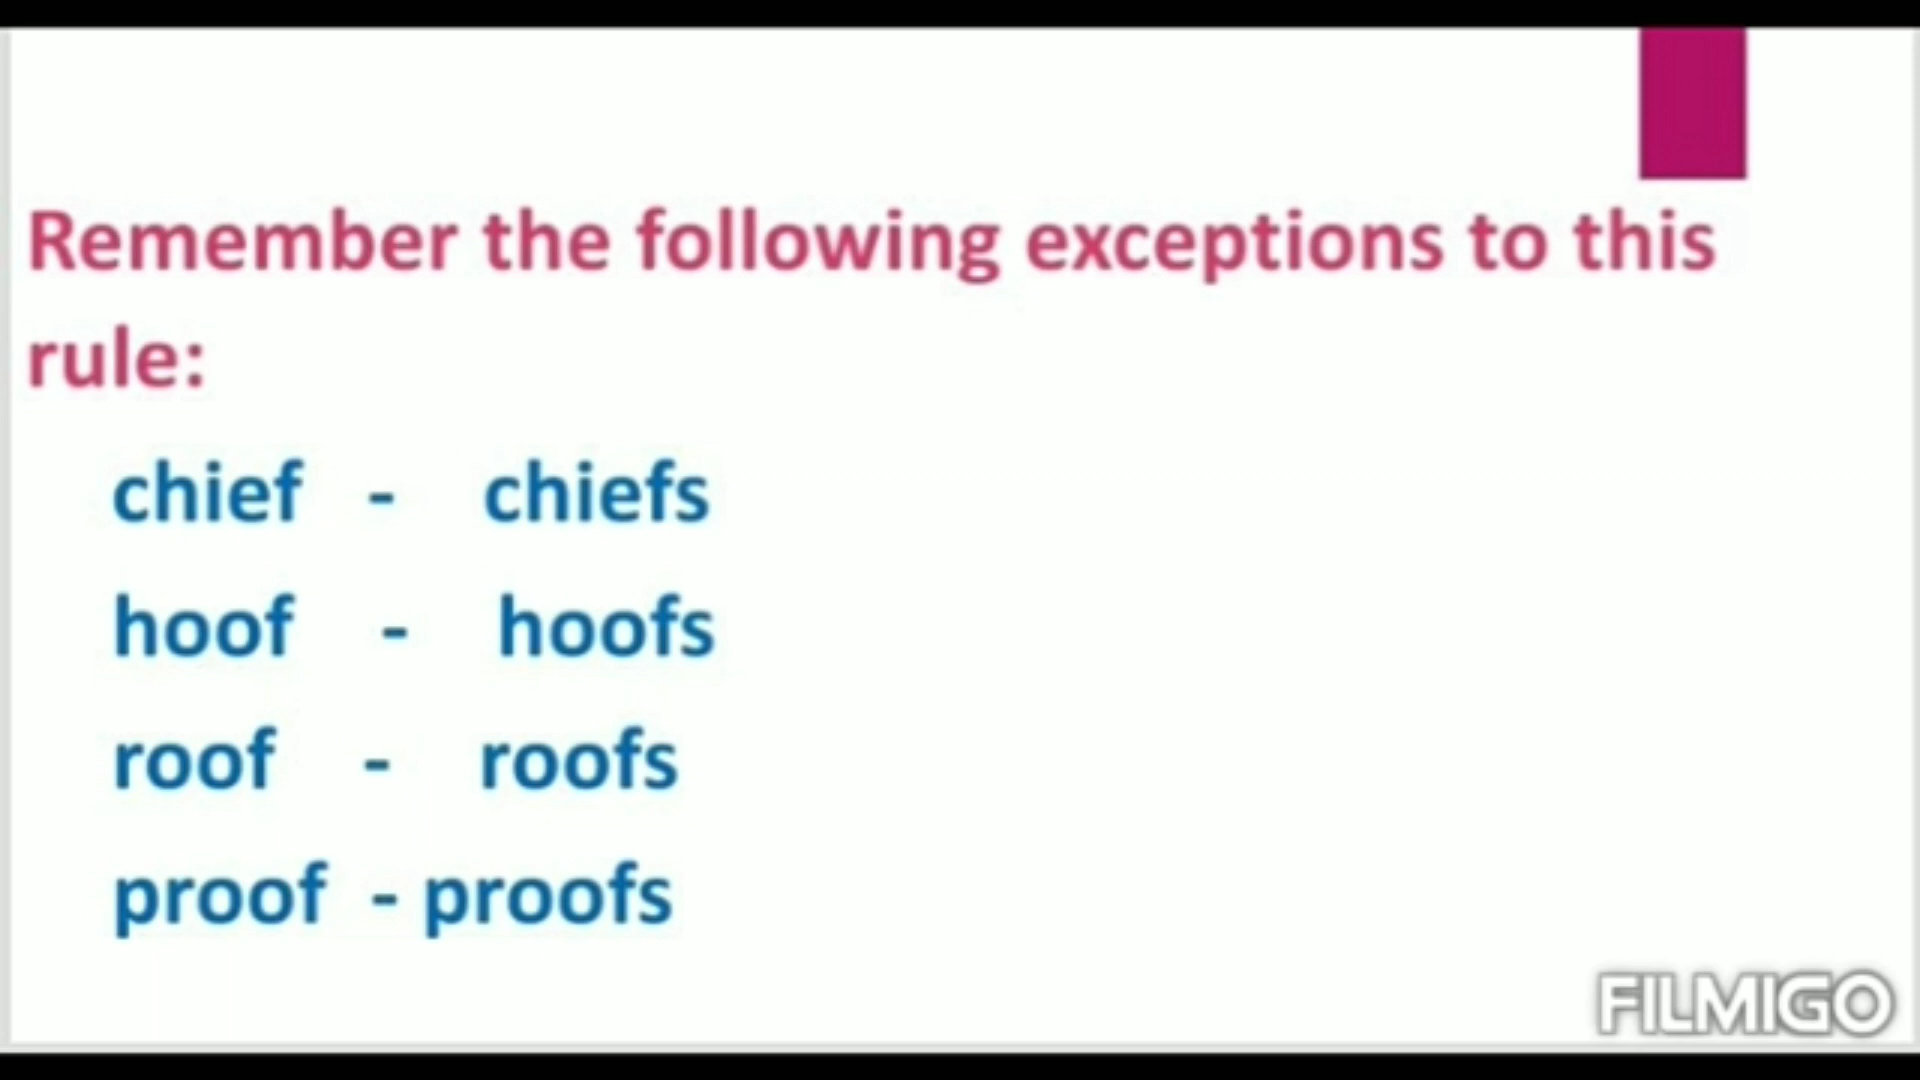 Remember the following exceptions to this
rule:
chief - chiefs
hoof - hoofs
roof - roofs
proof - proofs
FILMIGO